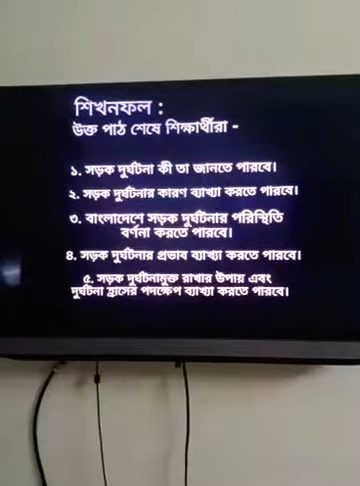 শিখনফল :
উক্ত পাঠ শেষে শিক্ষার্থীরা -
১. সড়ক দুর্ঘটনা কী তা জানতে পারবে।
২. সড়ক দুর্ঘটনার কারণ ব্যাখ্যা করতে পারবে।
৩. বাংলাদেশে সড়ক দুর্ঘটনার পরিস্থিতি
বর্ণনা করতে পারবে।
৪. সড়ক দুর্ঘটনার প্রভাব ব্যাখ্যা করতে পারবে।
৫. সড়ক দুর্ঘটনামুক্ত রাখার উপায় এবং
দুর্ঘটনা হ্রাসের পদক্ষেপ ব্যাখ্যা করতে পারবে।